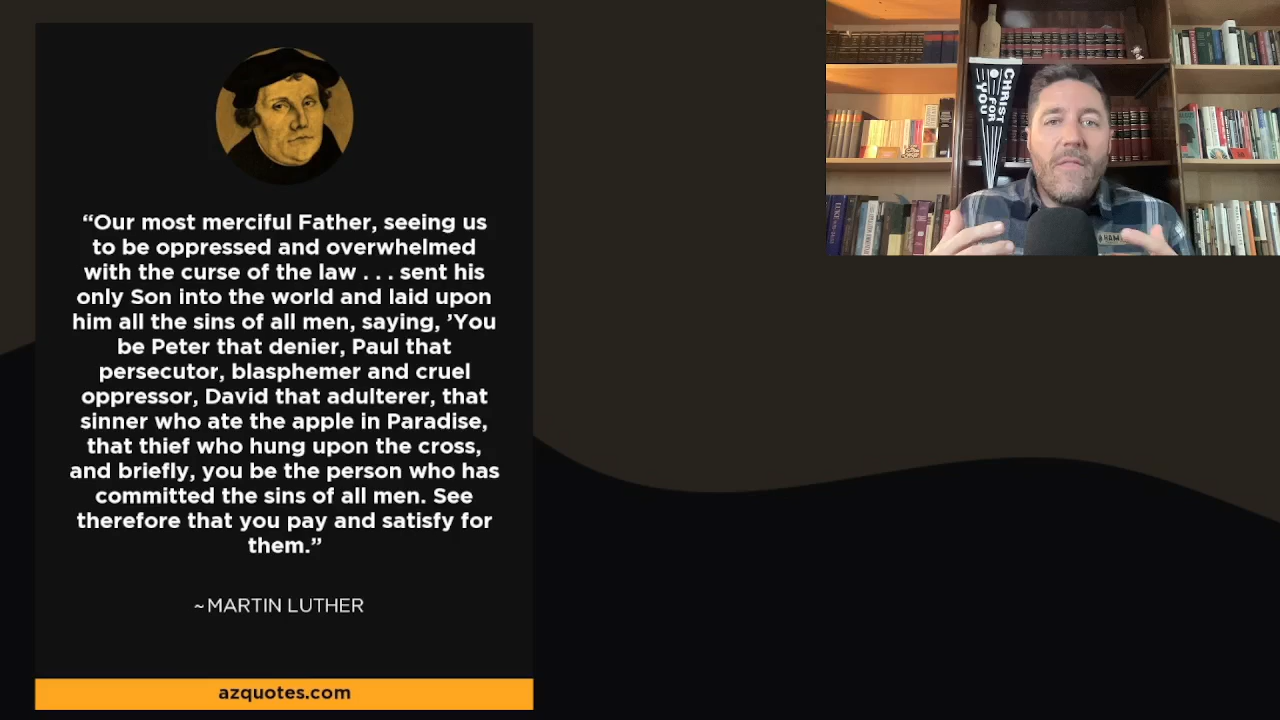 “Our most merciful Father, seeing us
to be oppressed and overwhelmed
with the curse of the law . . . sent his
only Son into the world and laid upon
him all the sins of all men, saying, ’You
be Peter that denier, Paul that
persecutor, blasphemer and cruel
oppressor, David that adulterer, that
sinner who ate the apple in Paradise,
that thief who hung upon the cross,
and briefly, you be the person who has
committed the sins of all men. See
therefore that you pay and satisfy for
them.”
~MARTIN LUTHER
azquotes.com
CHRIST
FOR
YOU